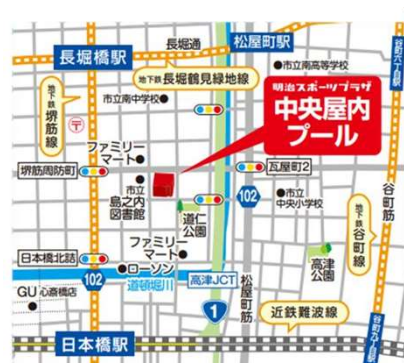 長堀橋駅
長堀通
松屋町駅
谷町六丁目駅
地下鉄長堀鶴見緑地線
●市立南高等学校
市立南中学校●
明治スポーツプラザ
中央屋内
プール
地下鉄
堺筋線
〒
ファミリー
マート●
堺筋周防町
瓦屋町2
市立
島之内
図書館
102
●市立
中央小学校
道仁
公園
谷町筋
地下鉄
谷町線
ファミリー
マート●
日本橋北詰
●ローソン
道頓堀川
高津JCT
高津
公園
102
GU心斎橋店
1
松屋町筋
近鉄難波線
日本橋駅
谷町九丁目駅